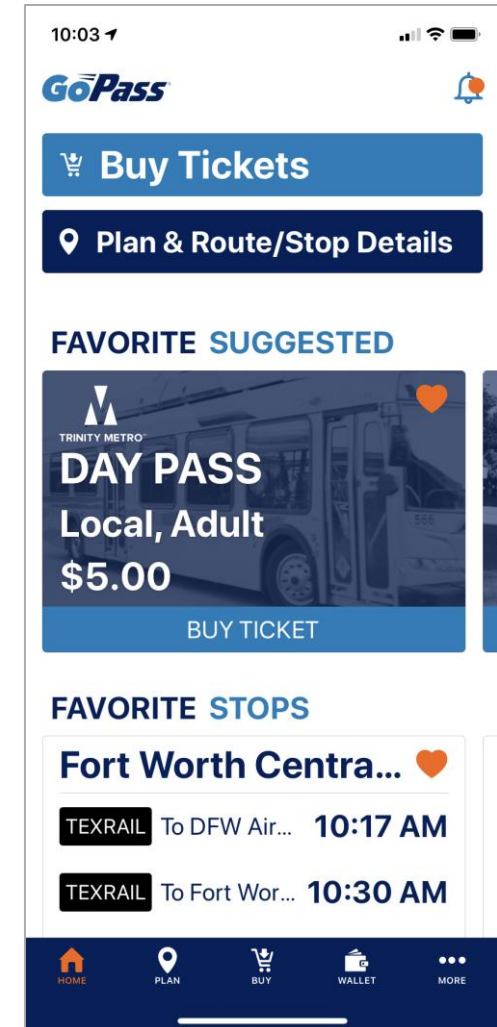 10:03
GoPass
Buy Tickets
Plan & Route/Stop Details
FAVORITE SUGGESTED
TRINITY METRO
DAY PASS
566
Local, Adult
$5.00
BUY TICKET
FAVORITE STOPS
Fort Worth Centra...
TEXRAIL To DFW Air... 10:17 AM
TEXRAIL To Fort Wor... 10:30 AM
HOME PLAN BUY WALLET MORE